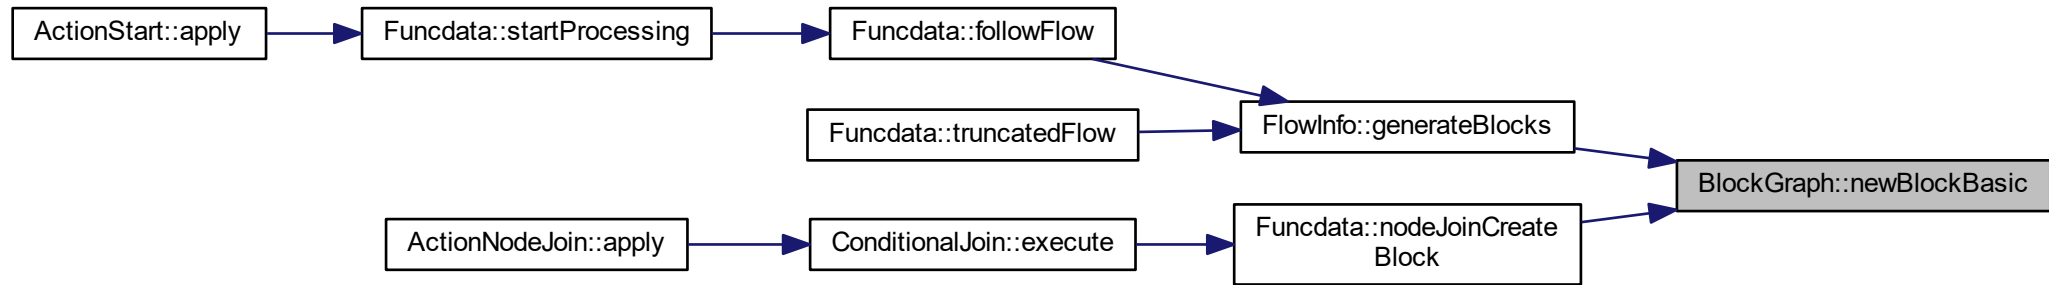 ActionStart::apply
Funcdata::startProcessing
Funcdata::followFlow
Funcdata::truncatedFlow
FlowInfo::generateBlocks
BlockGraph::newBlockBasic
ActionNodeJoin::apply
ConditionalJoin::execute
Funcdata::nodeJoinCreate
Block